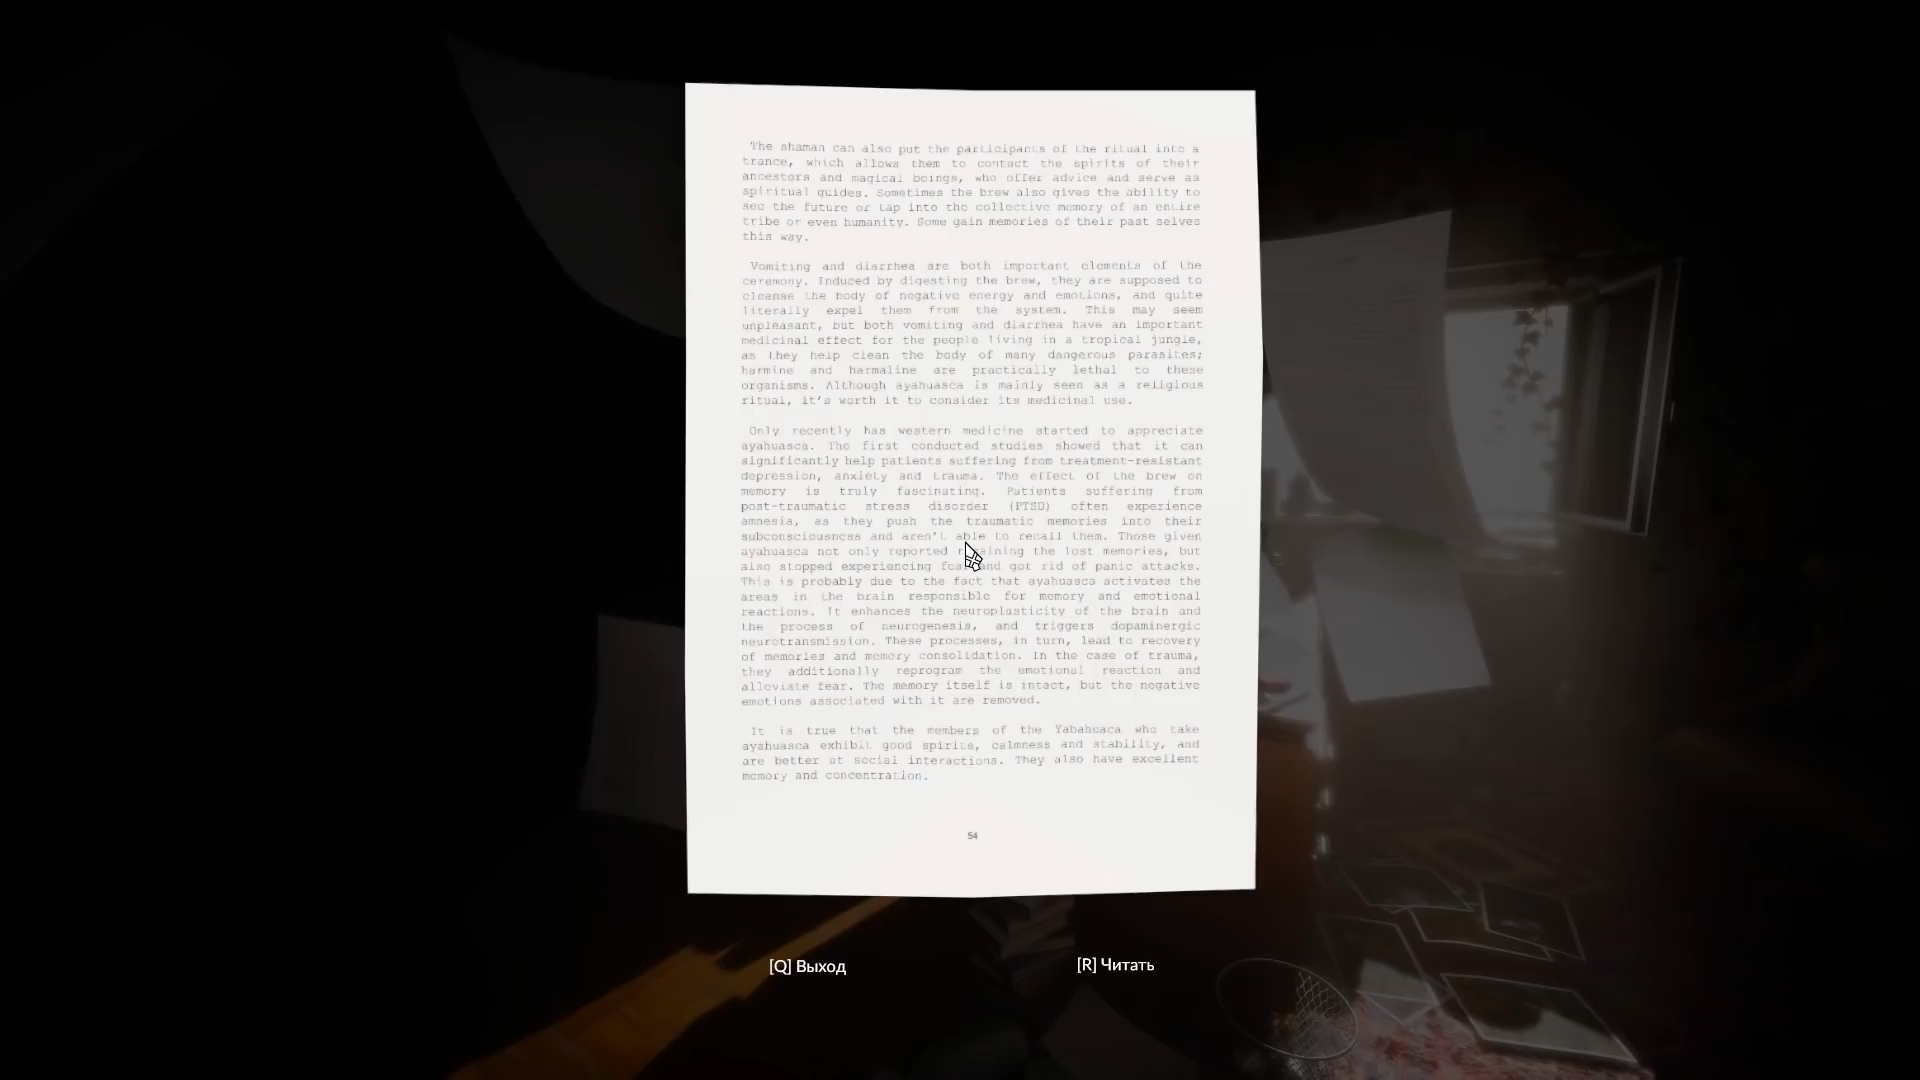 The shaman can also put the participants of the ritual into a
trance, which allows them to contact the spirits of their
ancestors and magical beings, who offer advice and serve as
spiritual guides. Sometimes the brew also gives the ability to
see the future or tap into the collective memory of an entire
tribe or even humanity. Some gain memories of their past selves
this way.
Vomiting and diarrhea are both important elements of the
ceremony. Induced by digesting the brew, they are supposed to
cleanse the body of negative energy and emotions, and quite
literally expel them from the system. This may seem
unpleasant, but both vomiting and diarrhea have an important
medicinal effect for the people living in a tropical jungle,
as they help clean the body of many dangerous parasites;
harmine and harmaline are practically lethal to these
organisms. Although ayahuasca is mainly seen as a religious
ritual, it's worth it to consider its medicinal use.
Only recently has western medicine started to appreciate
ayahuasca. The first conducted studies showed that it can
significantly help patients suffering from treatment-resistant
depression, anxiety and trauma. The effect of the brew on
memory is truly fascinating. Patients suffering from
post-traumatic stress disorder (PTSD) often experience
amnesia, as they push the traumatic memories into their
subconsciousness and aren't able to recall them. Those given
ayahuasca not only reported the lost memories, but
also stopped experiencing fear and got rid of panic attacks.
This is probably due to the fact that ayahuasca activates the
areas in the brain responsible for memory and emotional
reactions. It enhances the neuroplasticity of the brain and
the process of neurogenesis, and triggers dopaminergic
neurotransmission. These processes, in turn, lead to recovery
of memories and memory consolidation. In the case of trauma,
they additionally reprogram the emotional reaction and
alleviate fear. The memory itself is intact, but the negative
emotions associated with it are removed.
It is true that the members of the Yabahuaca who take
ayahuasca exhibit good spirits, calmness and stability, and
are better at social interactions. They also have excellent
memory and concentration.
54
[Q] Выход
[R] Читать